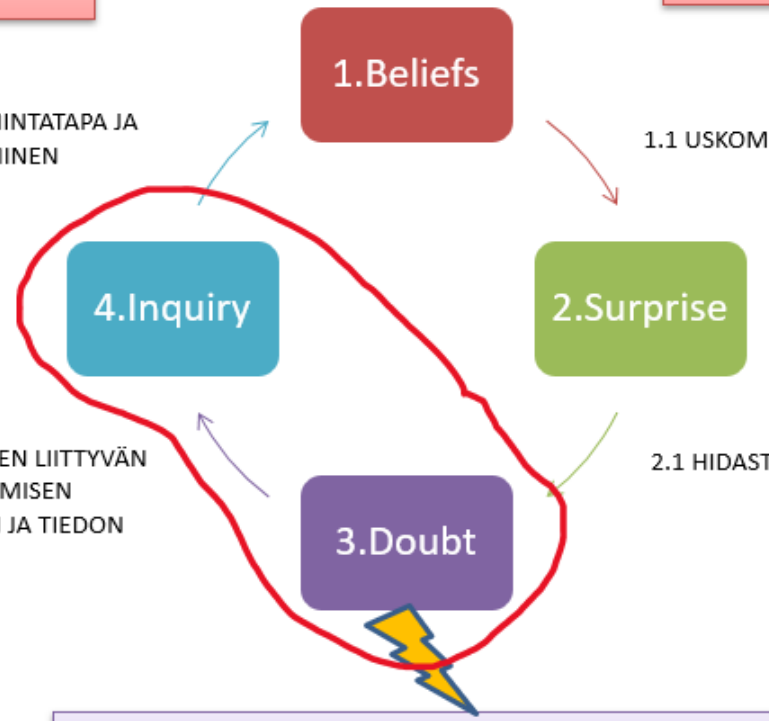 1.Beliefs
INTATAPA JA
INEN
1.1 USKOM
4.Inquiry
2.Surprise
EN LIITTYVÄN
MISEN
JA TIEDON
2.1 HIDAST
3.Doubt